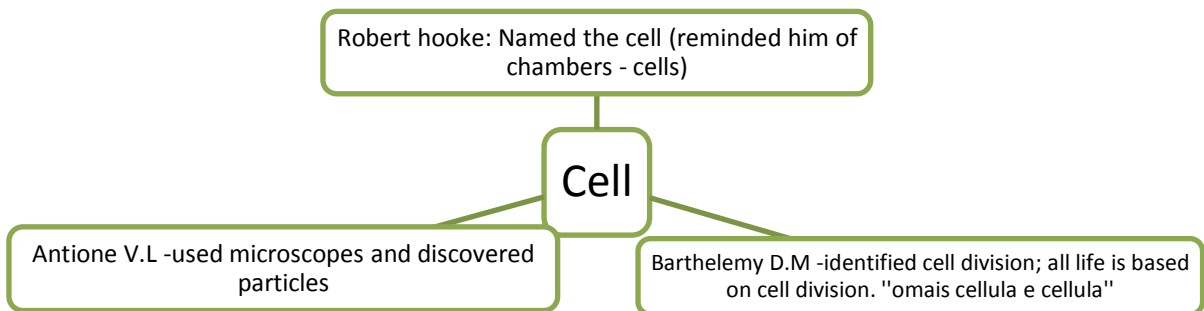 Robert hooke: Named the cell (reminded him of
chambers - cells)
Cell
Antione V.L -used microscopes and discovered
particles
Barthelemy D.M -identified cell division; all life is based
on cell division. "omais cellula e cellula"